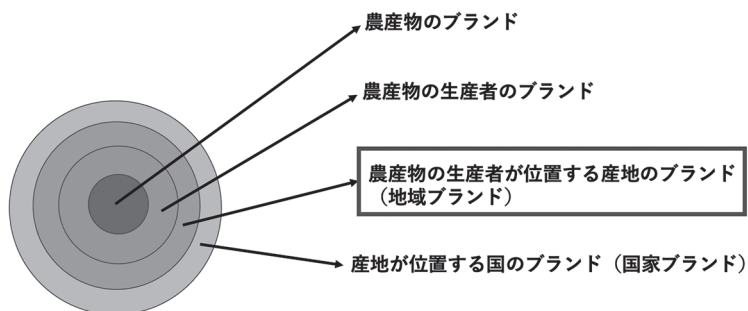 農産物のブランド
農産物の生産者のブランド
農産物の生産者が位置する産地のブランド
（地域ブランド）
産地が位置する国のブランド（国家ブランド）